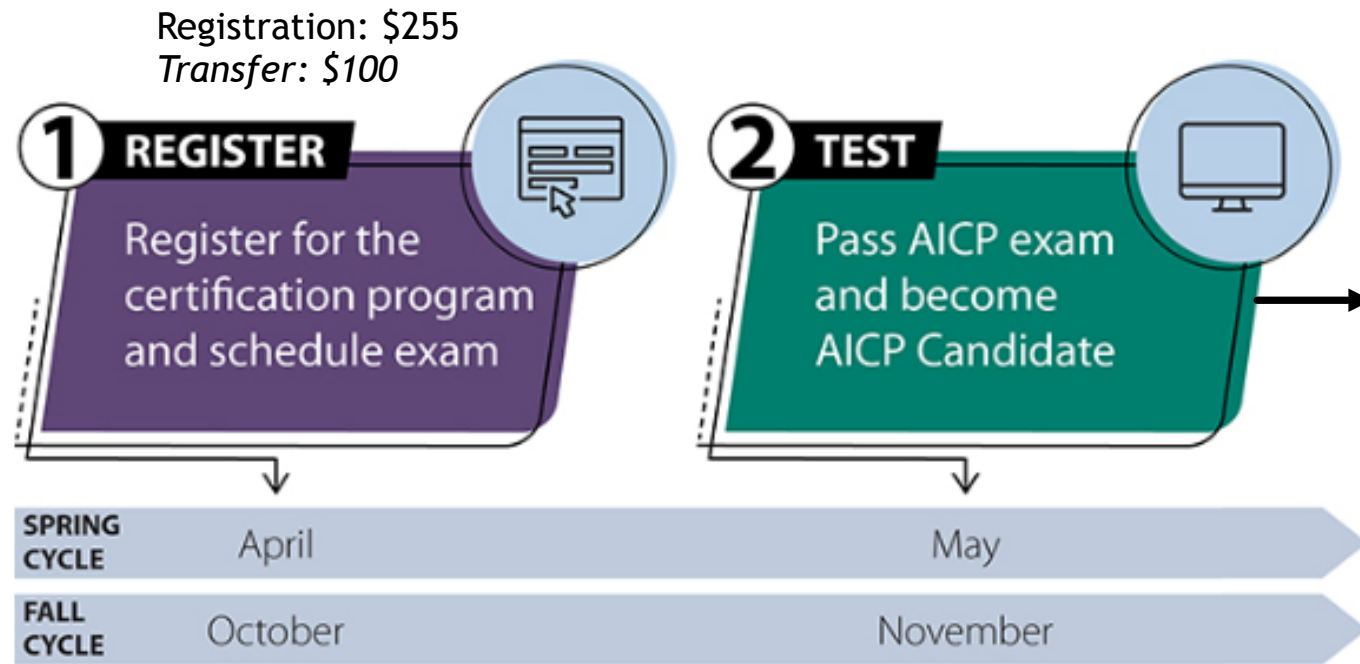 Registration: $255
Transfer: $100
1 REGISTER
Register for the
certification program
and schedule exam
2 TEST
Pass AICP exam
and become
AICP Candidate
SPRING
CYCLE
April
May
FALL
CYCLE
October
November